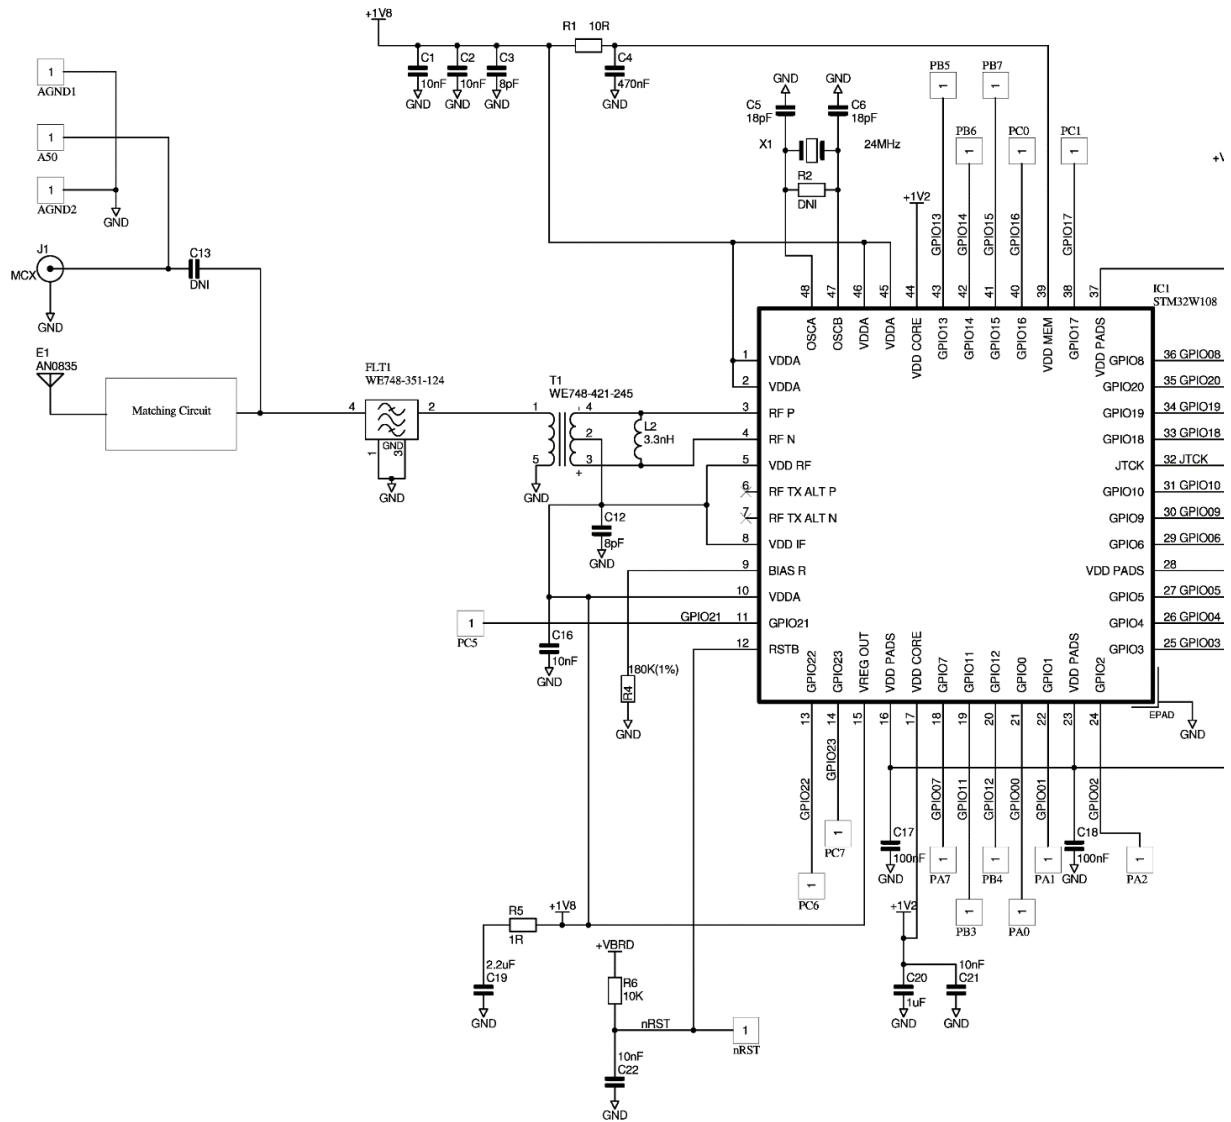 +1V8
R1 10R
C1
10nF
GND
C2
10nF
GND
C3
8pF
GND
C4
470nF
GND
1
AGND1
1
A50
1
AGND2
GND
J1
MCX
GND
C13
DNI
E1
AN0835
Matching Circuit
FLT1
WE748-351-124
4
2
GND
1
3
GND
T1
WE748-421-245
1
5
4
2
3
-
+
GND
L2
3.3nH
C12
8pF
GND
C16
10nF
GND
180K(1%)
R4
GND
1
PC5
GPIO21
GND
GND
C5
18pF
C6
18pF
X1
24MHz
R2
DNI
+1V2
PB5
1
PB7
1
PB6
1
PC0
1
PC1
1
GPIO13
GPIO14
GPIO15
GPIO16
GPIO17
+V
IC1
STM32W108
48
47
46
45
44
43
42
41
40
39
38
37
OSCA
OSCB
VDDA
VDDA
VDD CORE
GPIO13
GPIO14
GPIO15
GPIO16
VDD MEM
GPIO17
VDD PADS
1 VDDA
2 VDDA
3 RF P
4 RF N
5 VDD RF
6 RF TX ALT P
7 RF TX ALT N
8 VDD IF
9 BIAS R
10 VDDA
11 GPIO21
12 RSTB
GPIO8 36 GPIO08
GPIO20 35 GPIO20
GPIO19 34 GPIO19
GPIO18 33 GPIO18
JTCK 32 JTCK
GPIO10 31 GPIO10
GPIO9 30 GPIO09
GPIO6 29 GPIO06
VDD PADS 28
GPIO5 27 GPIO05
GPIO4 26 GPIO04
GPIO3 25 GPIO03
GPIO22
GPIO23
VREG OUT
VDD PADS
VDD CORE
GPIO7
GPIO11
GPIO12
GPIO0
GPIO1
VDD PADS
GPIO2
13
14
15
16
17
18
19
20
21
22
23
24
EPAD
GND
GPIO22
GPIO23
GPIO07
GPIO11
GPIO12
GPIO00
GPIO01
GPIO02
1
PC7
1
PC6
C17
100nF
GND
1
PA7
1
PB4
1
PA1
C18
100nF
GND
1
PA2
1
PB3
1
PA0
+1V2
C20
1uF
GND
10nF
C21
GND
R5
1R
+1V8
2.2uF
C19
GND
+VBRD
R6
10K
nRST
1
nRST
10nF
C22
GND